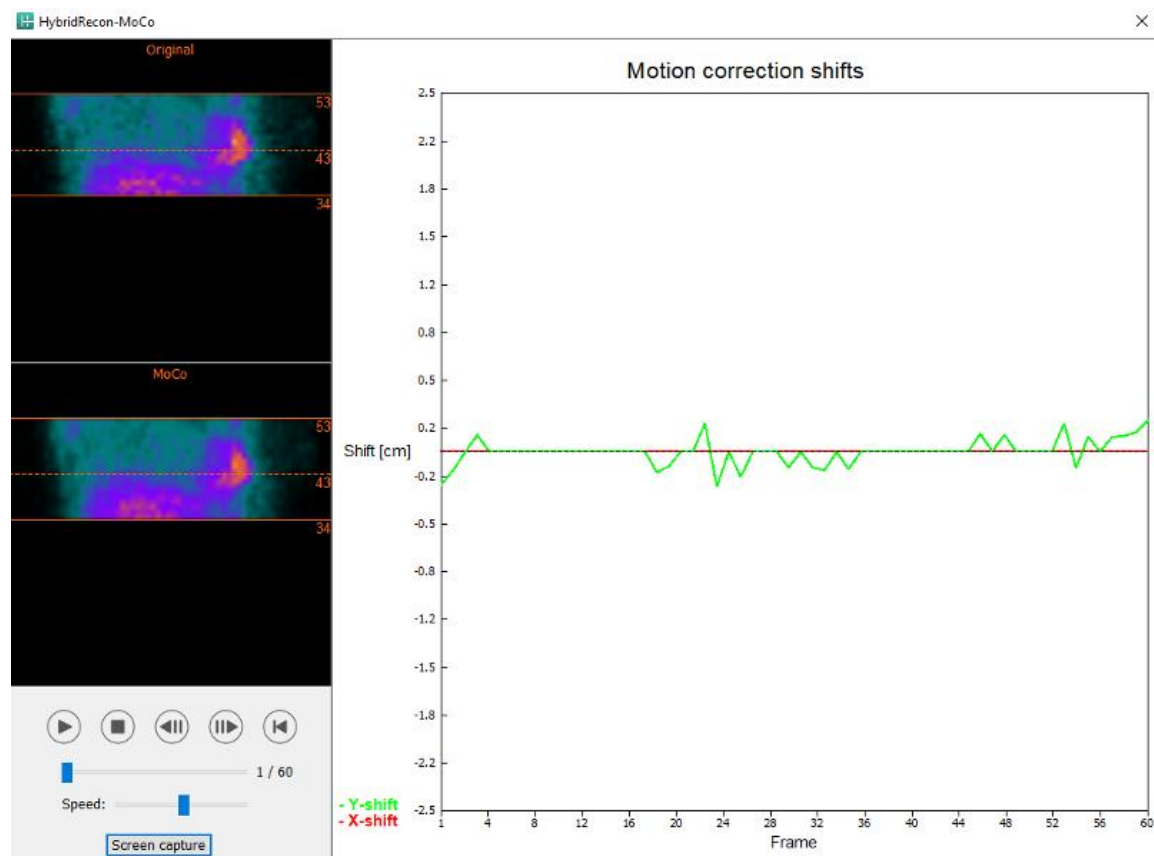 HybridRecon-MoCo
Original
53
43
34
MoCo
53
43
34
1 / 60
Speed:
Screen capture
Motion correction shifts
2.5
2.2
1.8
1.5
1.2
0.8
0.5
0.2
Shift [cm]
-0.2
-0.5
-0.8
-1.2
-1.5
-1.8
-2.2
-2.5
- Y-shift
- X-shift
1 4 8 12 16 20 24 28 32 36 40 44 48 52 56 60
Frame